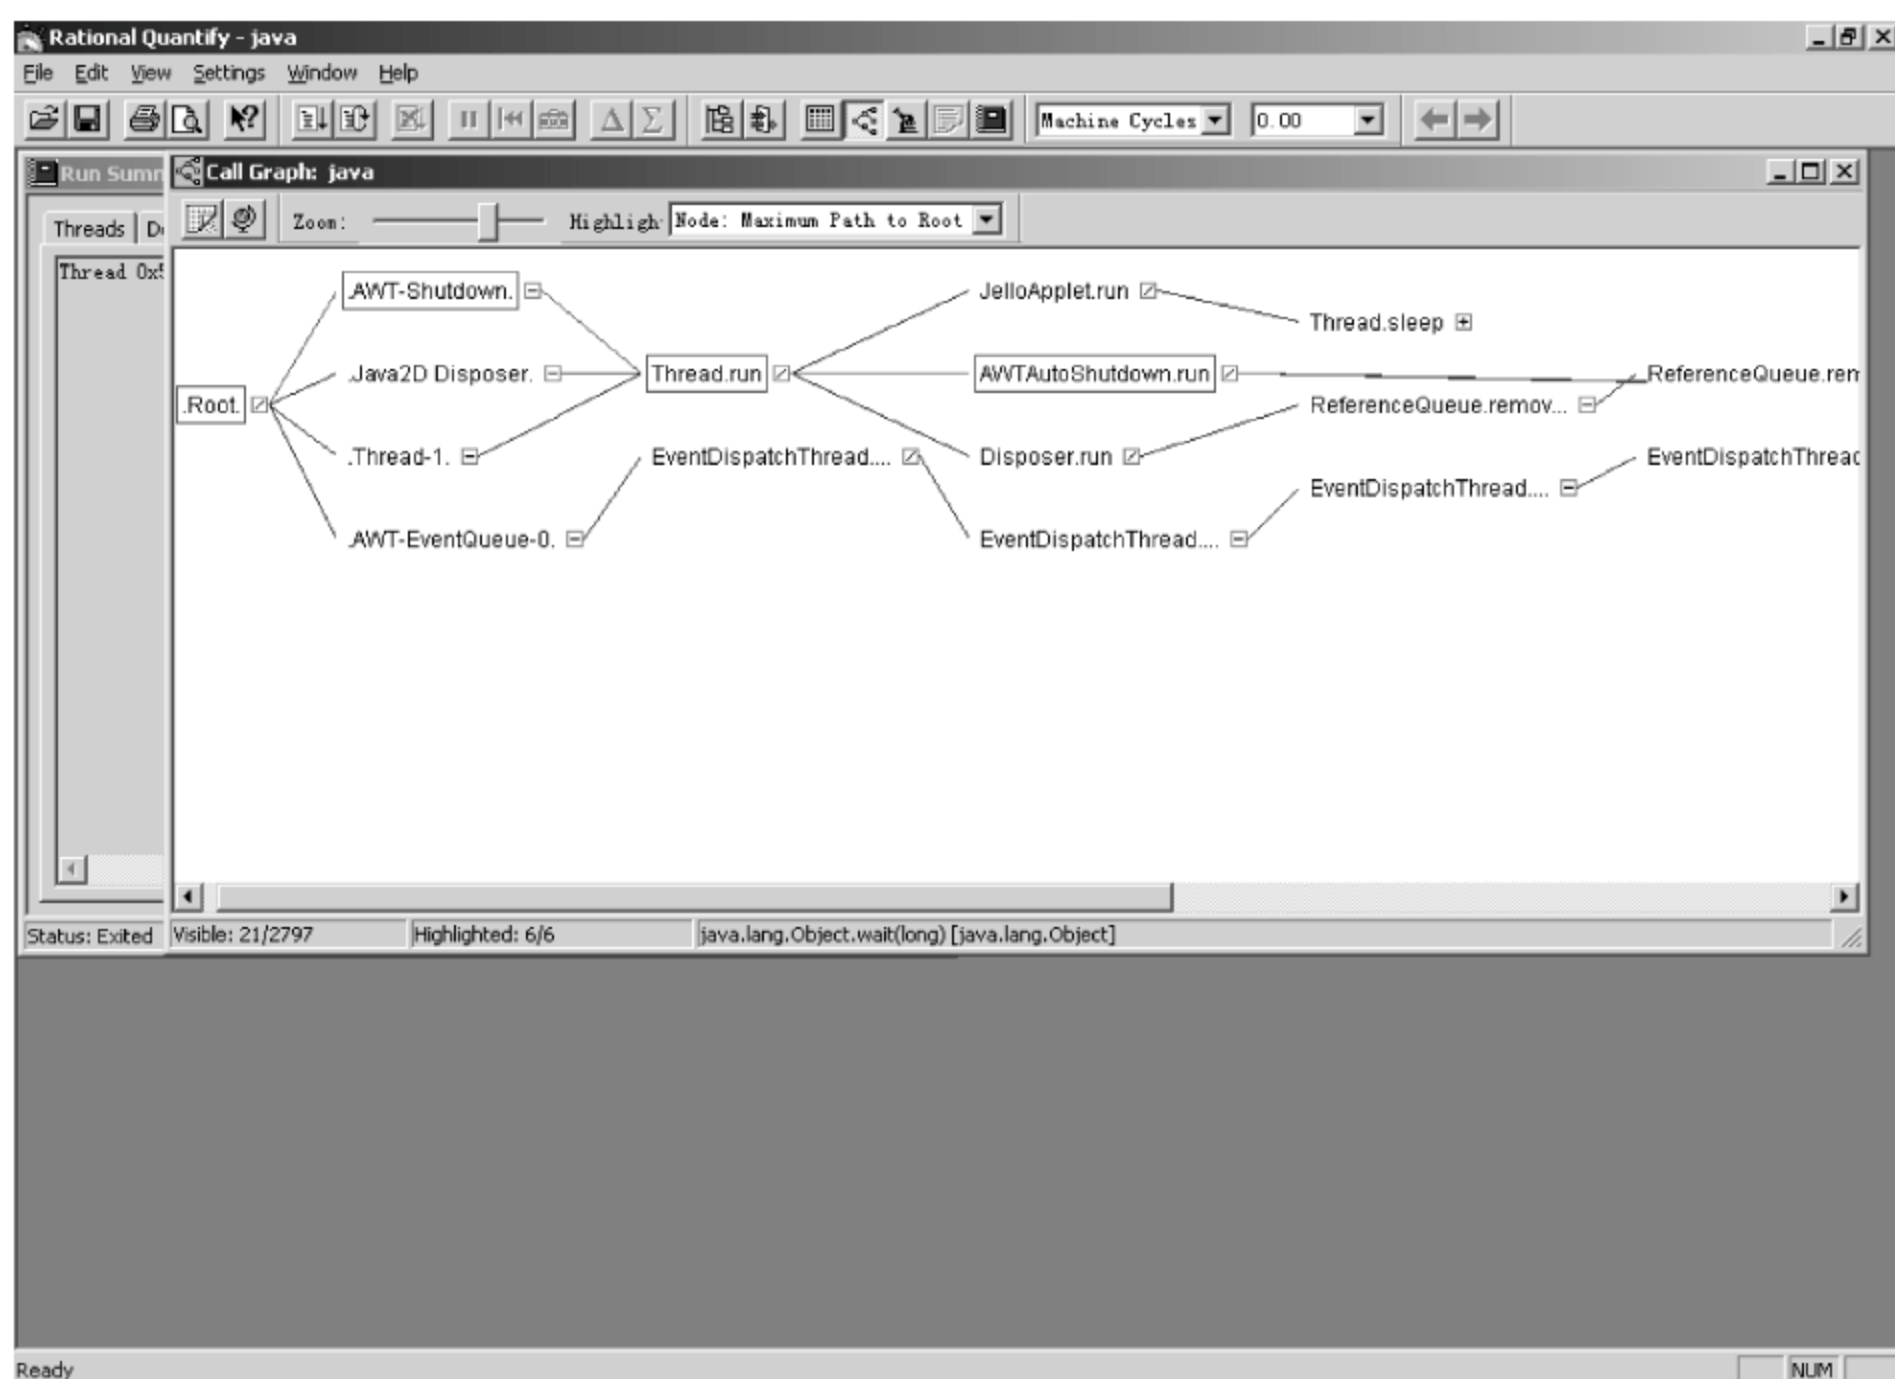 Rational Quantify - java
File Edit View Settings Window Help
Machine Cycles 0.00
Run Summ
Call Graph: java
Threads D
Zoom: Highligh Node: Maximum Path to Root
Thread 0x
.AWT-Shutdown. JelloApplet.run
Thread.sleep
.Java2D Disposer. Thread.run AWTAutoShutdown.run ReferenceQueue.rem
.Root. ReferenceQueue.remov...
.Thread-1. EventDispatchThread.... Disposer.run EventDispatchThread
EventDispatchThread....
.AWT-EventQueue-0. EventDispatchThread....
Status: Exited Visible: 21/2797 Highlighted: 6/6 java.lang.Object.wait(long) [java.lang.Object]
Ready NUM